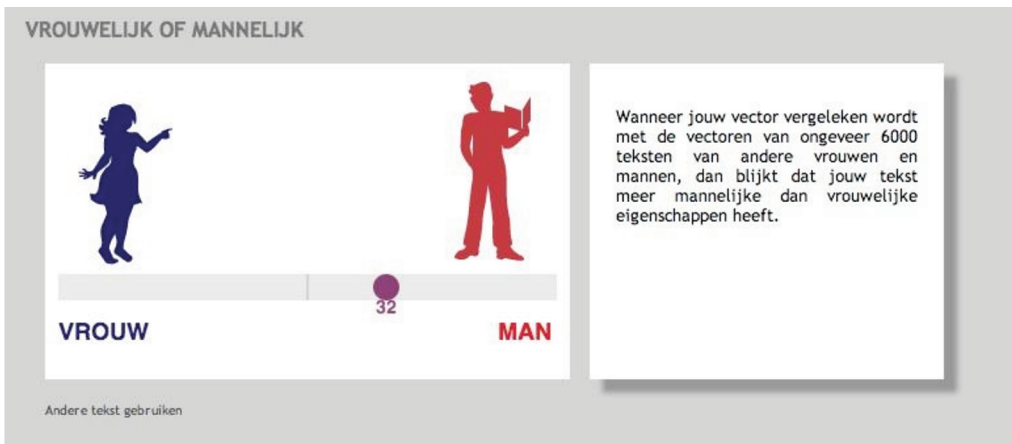 VROUWELIJK OF MANNELIJK
32
VROUW
MAN
Wanneer jouw vector vergeleken wordt
met de vectoren van ongeveer 6000
teksten van andere vrouwen en
mannen, dan blijkt dat jouw tekst
meer mannelijke dan vrouwelijke
eigenschappen heeft.
Andere tekst gebruiken